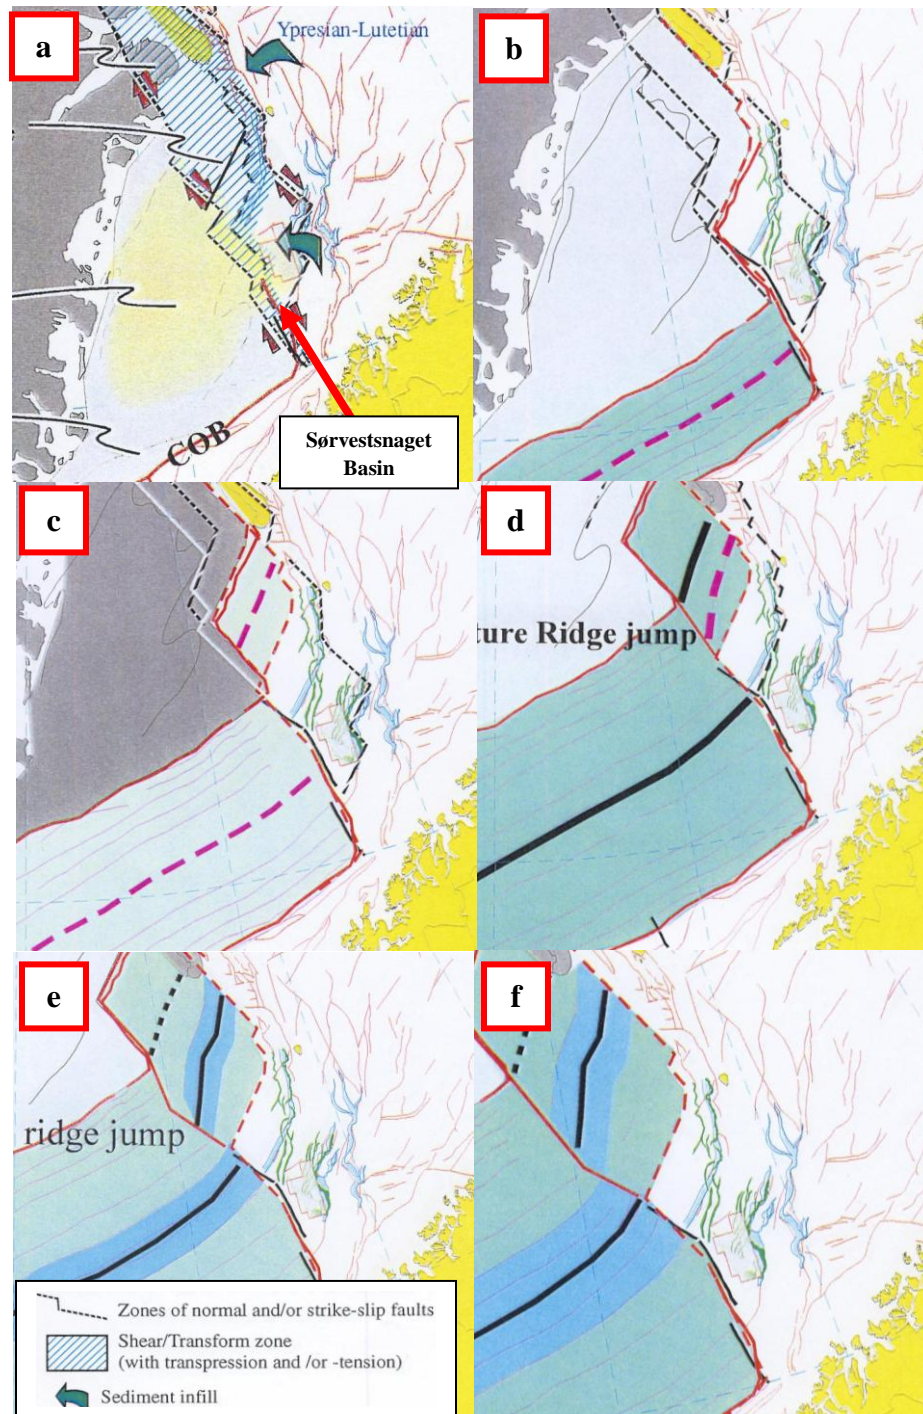 a
Ypresian-Lutetian
b
COB
Sørvestsnaget
Basin
c
d
ture Ridge jump
e
f
ridge jump
Zones of normal and/or strike-slip faults
Shear/Transform zone
(with transpression and /or -tension)
Sediment infill